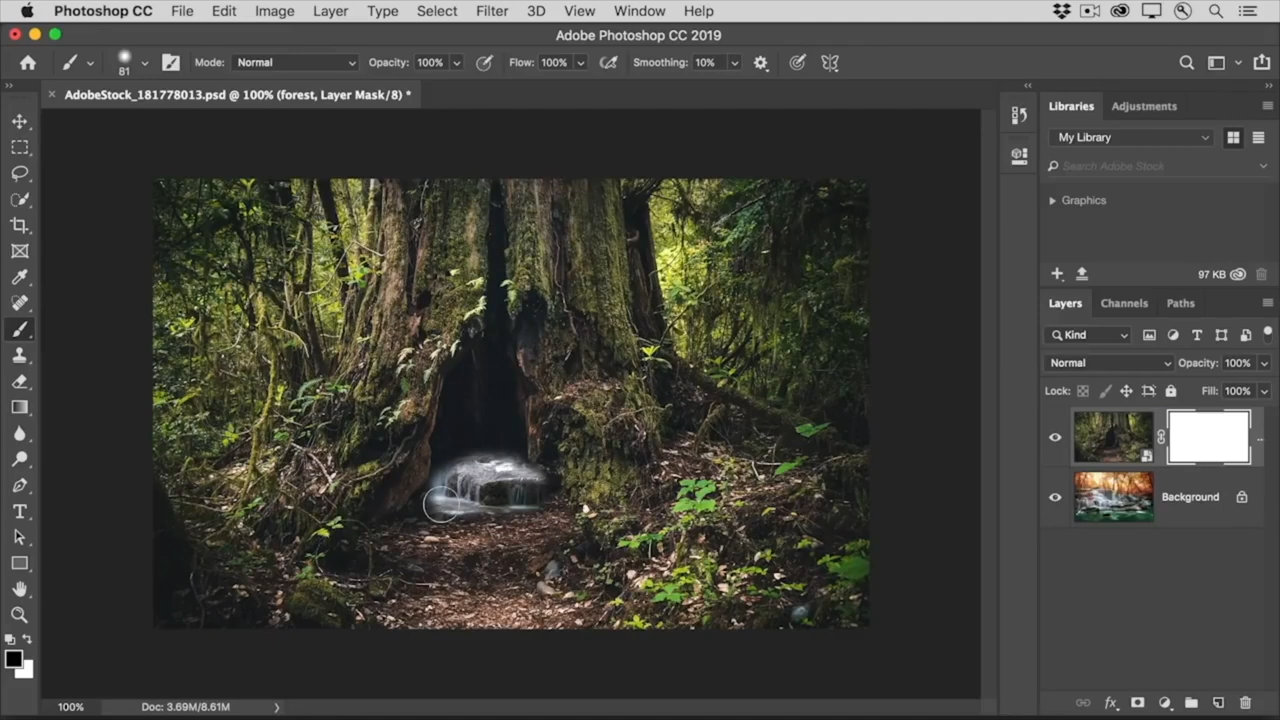 Photoshop CC File Edit Image Layer Type Select Filter 3D View Window Help
Adobe Photoshop CC 2019
81 Mode: Normal Opacity: 100% Flow: 100% Smoothing: 10%
× AdobeStock_181778013.psd @ 100% (forest, Layer Mask/8) *
Libraries Adjustments
My Library
Search Adobe Stock
Graphics
97 KB
Layers Channels Paths
Kind
Normal Opacity: 100%
Lock: Fill: 100%
Background
100% Doc: 3.69M/8.61M